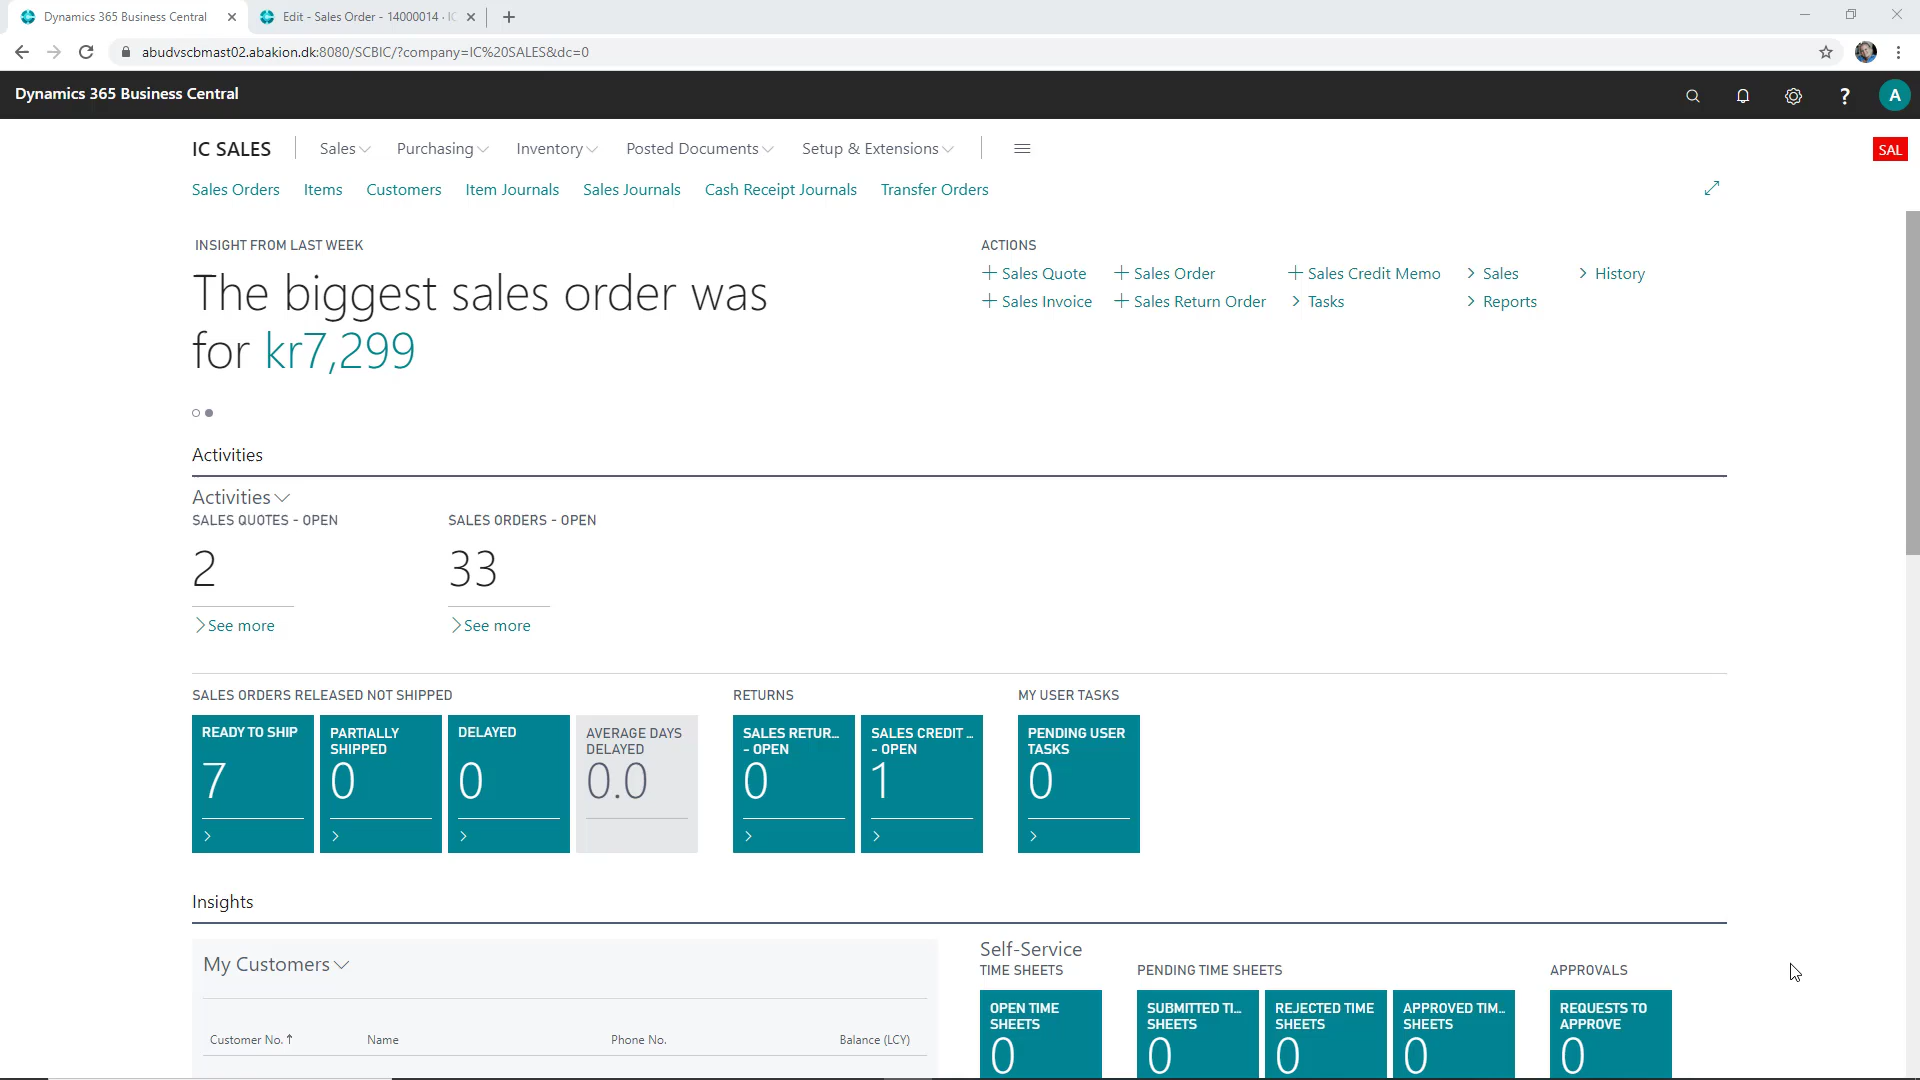 Dynamics 365 Business Central
Edit - Sales Order - 14000014 - IC
abudvscbmast02.abakion.dk:8080/SCBIC/?company=IC%20SALES&dc=0
Dynamics 365 Business Central
?
A
IC SALES
Sales
Purchasing
Inventory
Posted Documents
Setup & Extensions
SAL
Sales Orders
Items
Customers
Item Journals
Sales Journals
Cash Receipt Journals
Transfer Orders
INSIGHT FROM LAST WEEK
The biggest sales order was
for kr7,299
ACTIONS
+ Sales Quote
+ Sales Order
+ Sales Credit Memo
> Sales
> History
+ Sales Invoice
+ Sales Return Order
> Tasks
> Reports
Activities
Activities
SALES QUOTES - OPEN
2
> See more
SALES ORDERS - OPEN
33
> See more
SALES ORDERS RELEASED NOT SHIPPED
READY TO SHIP
7
PARTIALLY
SHIPPED
0
DELAYED
0
AVERAGE DAYS
DELAYED
0.0
RETURNS
SALES RETUR...
- OPEN
0
SALES CREDIT ...
- OPEN
1
MY USER TASKS
PENDING USER
TASKS
0
Insights
My Customers
Customer No. ↑
Name
Phone No.
Balance (LCY)
Self-Service
TIME SHEETS
OPEN TIME
SHEETS
0
PENDING TIME SHEETS
SUBMITTED TI...
SHEETS
0
REJECTED TIME
SHEETS
0
APPROVED TIM...
SHEETS
0
APPROVALS
REQUESTS TO
APPROVE
0